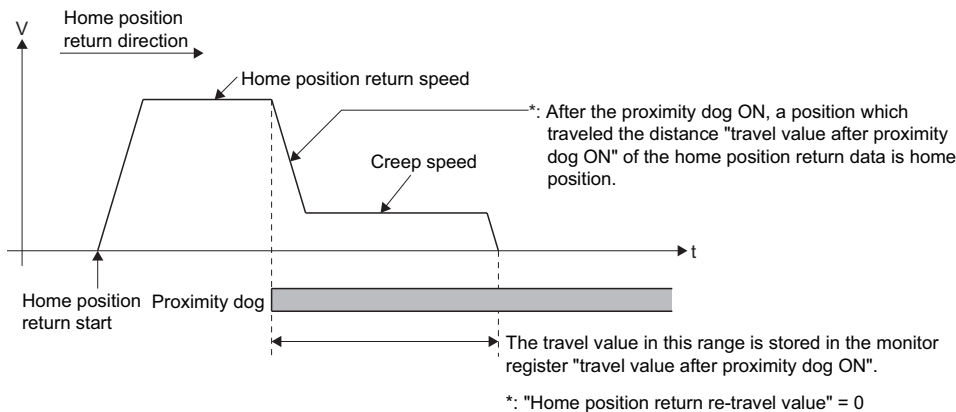 V
Home position
return direction
Home position return speed
*: After the proximity dog ON, a position which
traveled the distance "travel value after proximity
dog ON" of the home position return data is home
position.
Creep speed
t
Home position
return start
Proximity dog
The travel value in this range is stored in the monitor
register "travel value after proximity dog ON".
*: "Home position return re-travel value" = 0